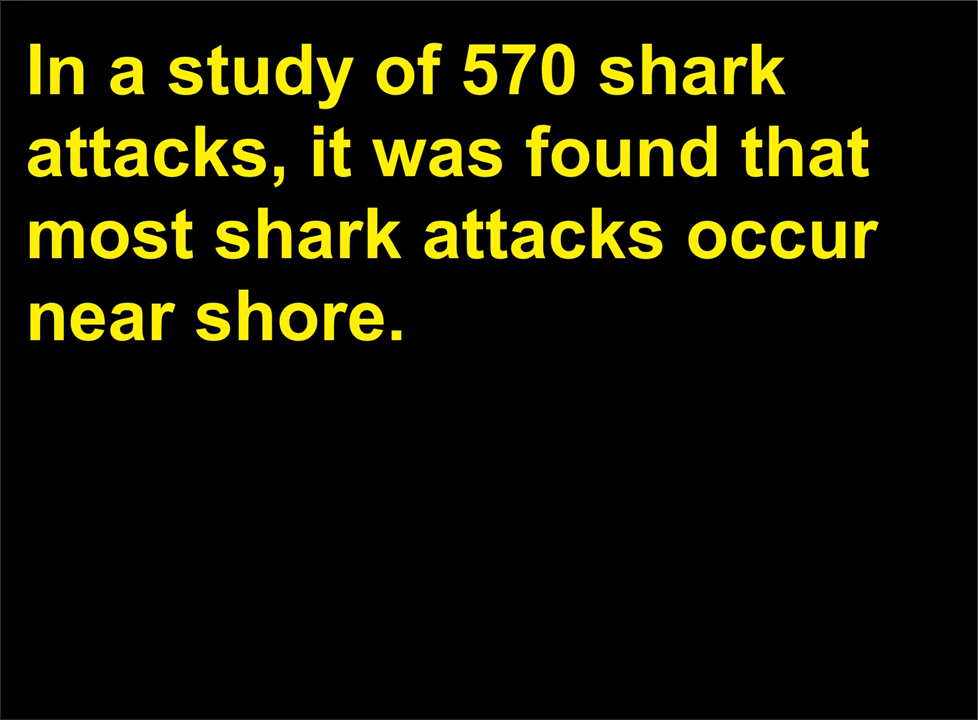 In a study of 570 shark
attacks, it was found that
most shark attacks occur
near shore.